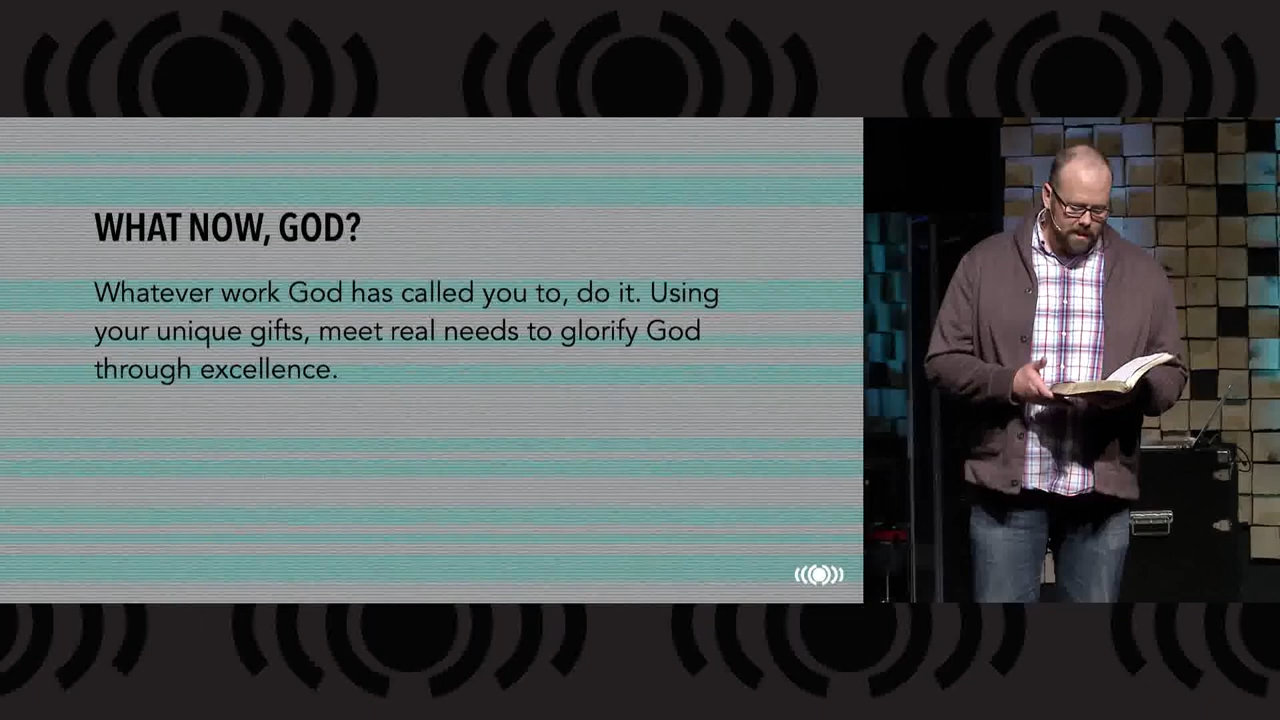 WHAT NOW, GOD?
Whatever work God has called you to, do it. Using
your unique gifts, meet real needs to glorify God
through excellence.